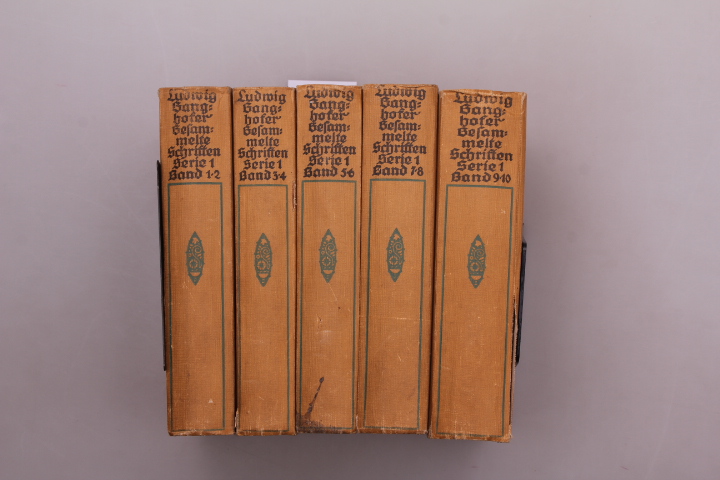 Ludwig
Gang=
hofer
Gesam=
melte
Schriften
Serie 1
Band 1·2
Ludwig
Gang=
hofer
Gesam=
melte
Schriften
Serie 1
Band 3·4
Ludwig
Gang=
hofer
Gesam=
melte
Schriften
Serie 1
Band 5·6
Ludwig
Gang=
hofer
Gesam=
melte
Schriften
Serie 1
Band 7·8
Ludwig
Gang=
hofer
Gesam=
melte
Schriften
Serie 1
Band 9·10